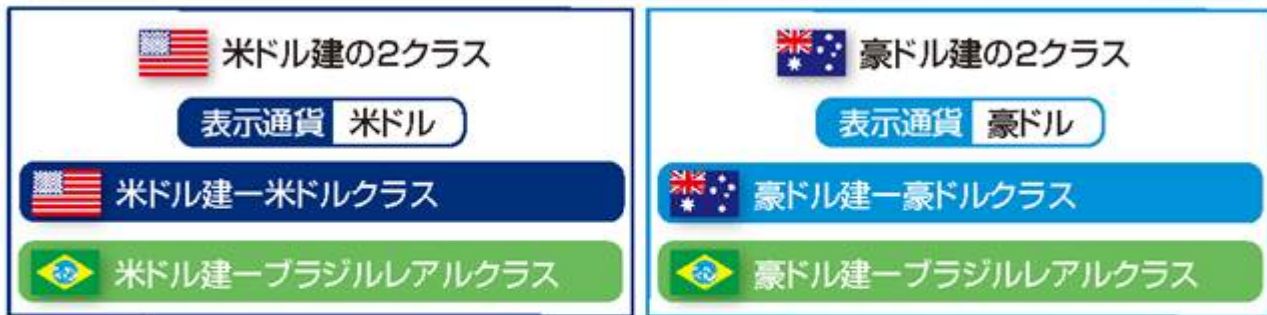 米ドル建の2クラス
表示通貨 米ドル
米ドル建ー米ドルクラス
米ドル建ーブラジルレアルクラス
豪ドル建の2クラス
表示通貨 豪ドル
豪ドル建ー豪ドルクラス
豪ドル建ーブラジルレアルクラス